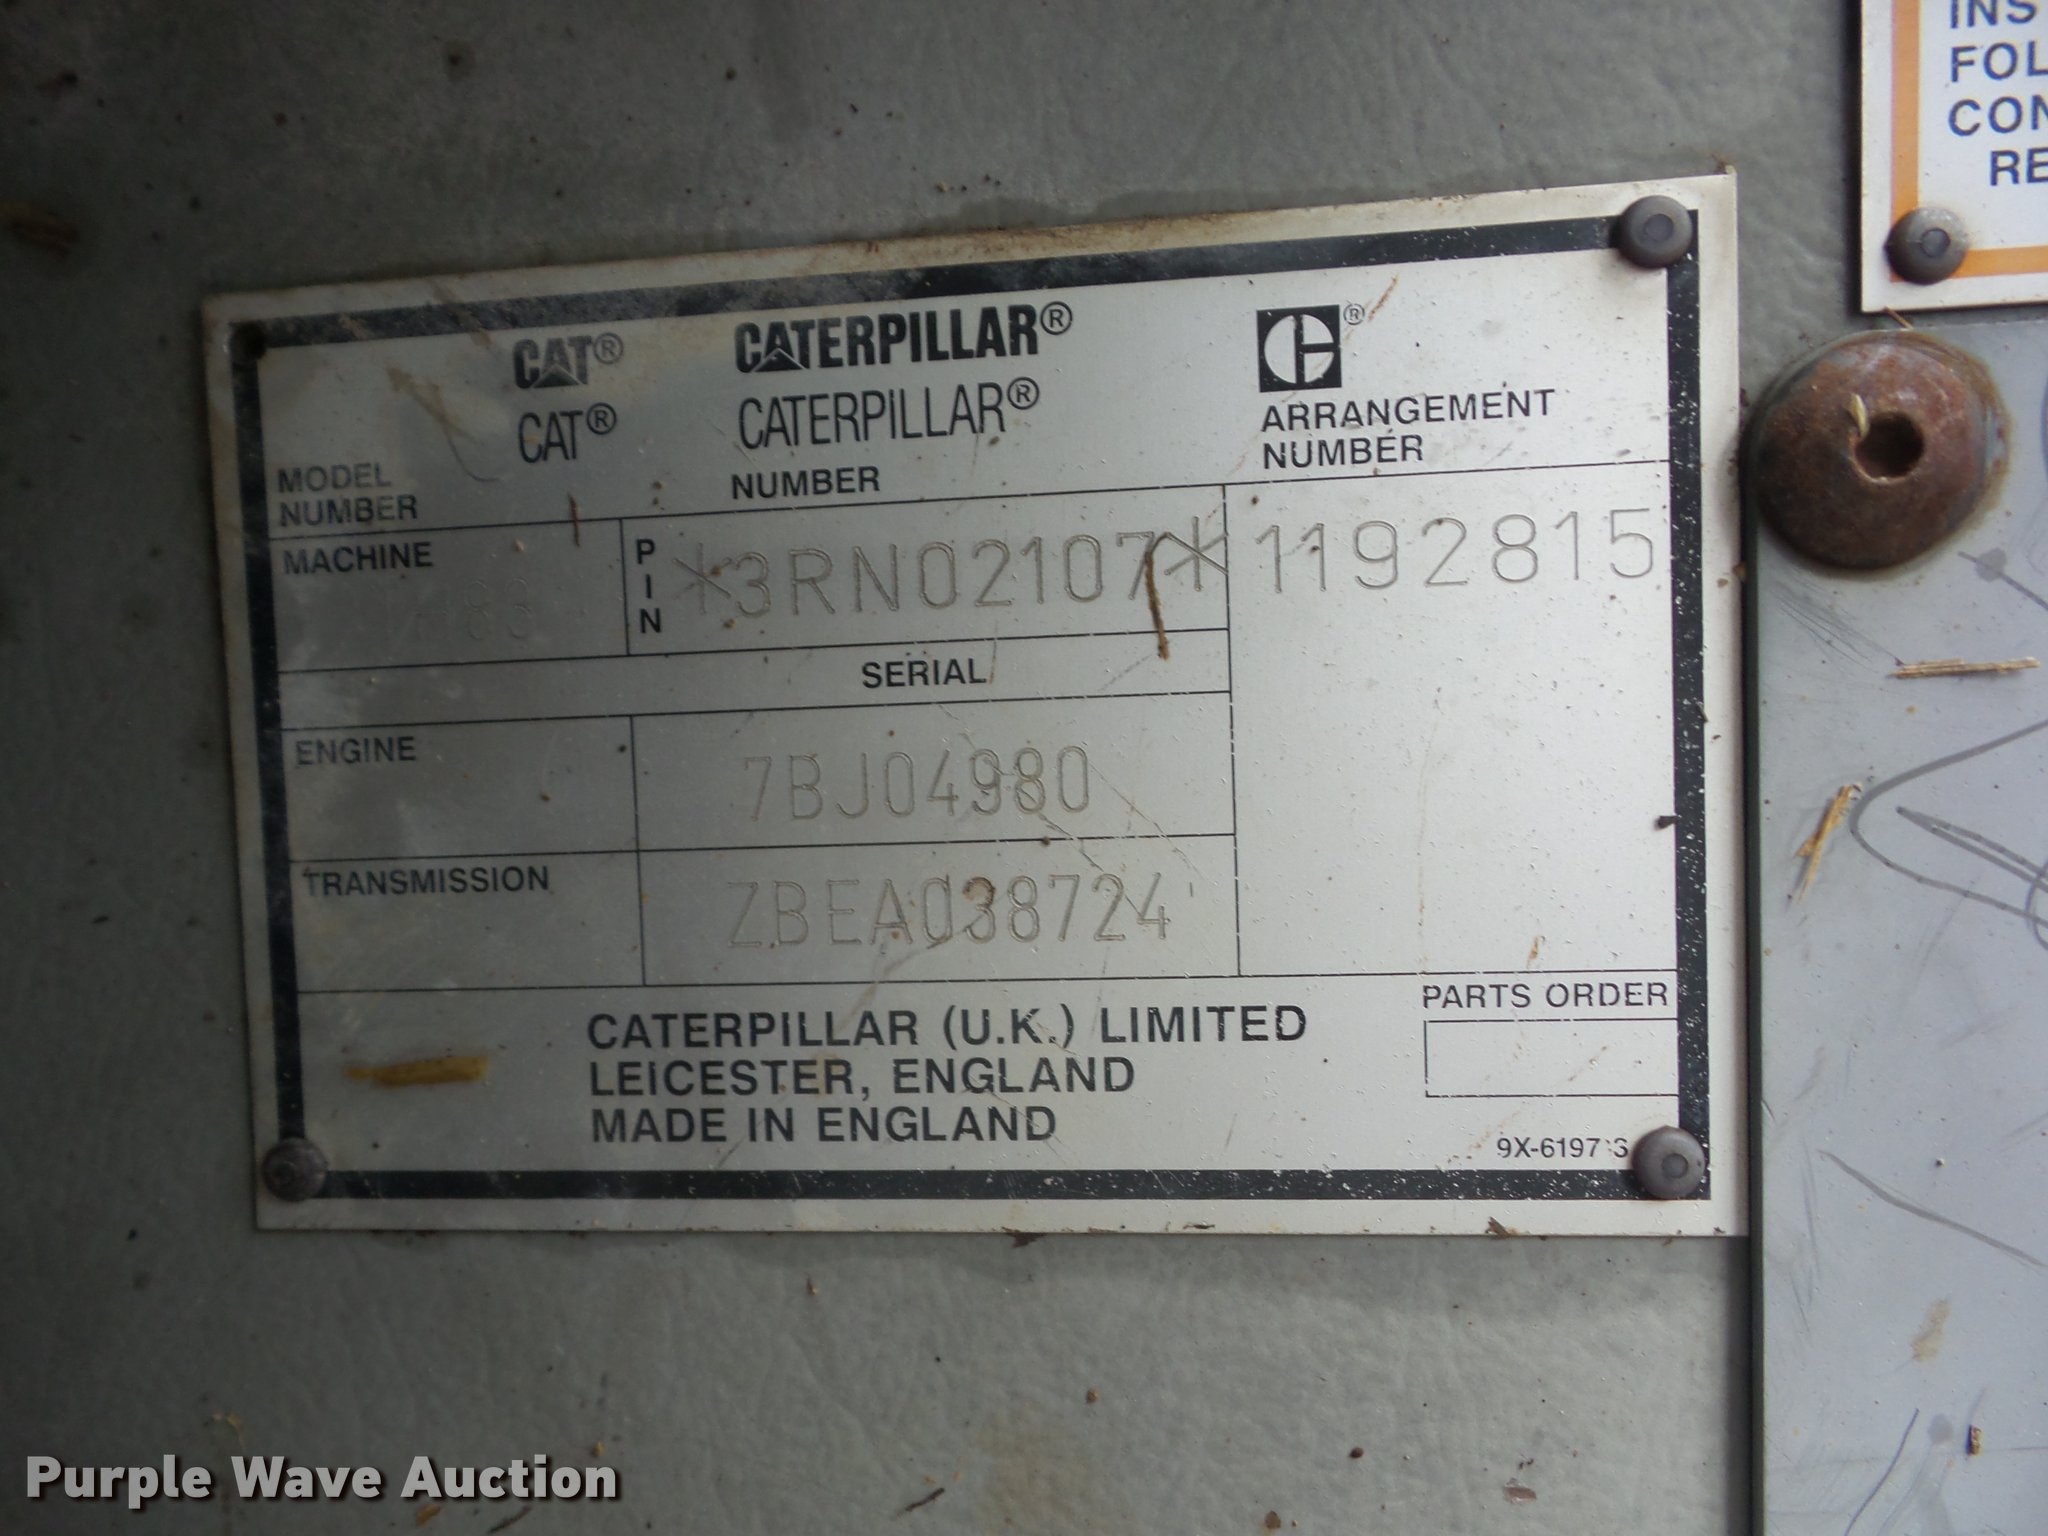 CAT® CATERPILLAR® ®
CAT® CATERPILLAR® ARRANGEMENT
MODEL
NUMBER NUMBER NUMBER
MACHINE PIN *3RN02107* 1192815
SERIAL
ENGINE 7BJ04980
TRANSMISSION ZBEA038724
CATERPILLAR (U.K.) LIMITED PARTS ORDER
LEICESTER, ENGLAND
MADE IN ENGLAND
INS
FOL
CON
RE
Purple Wave Auction